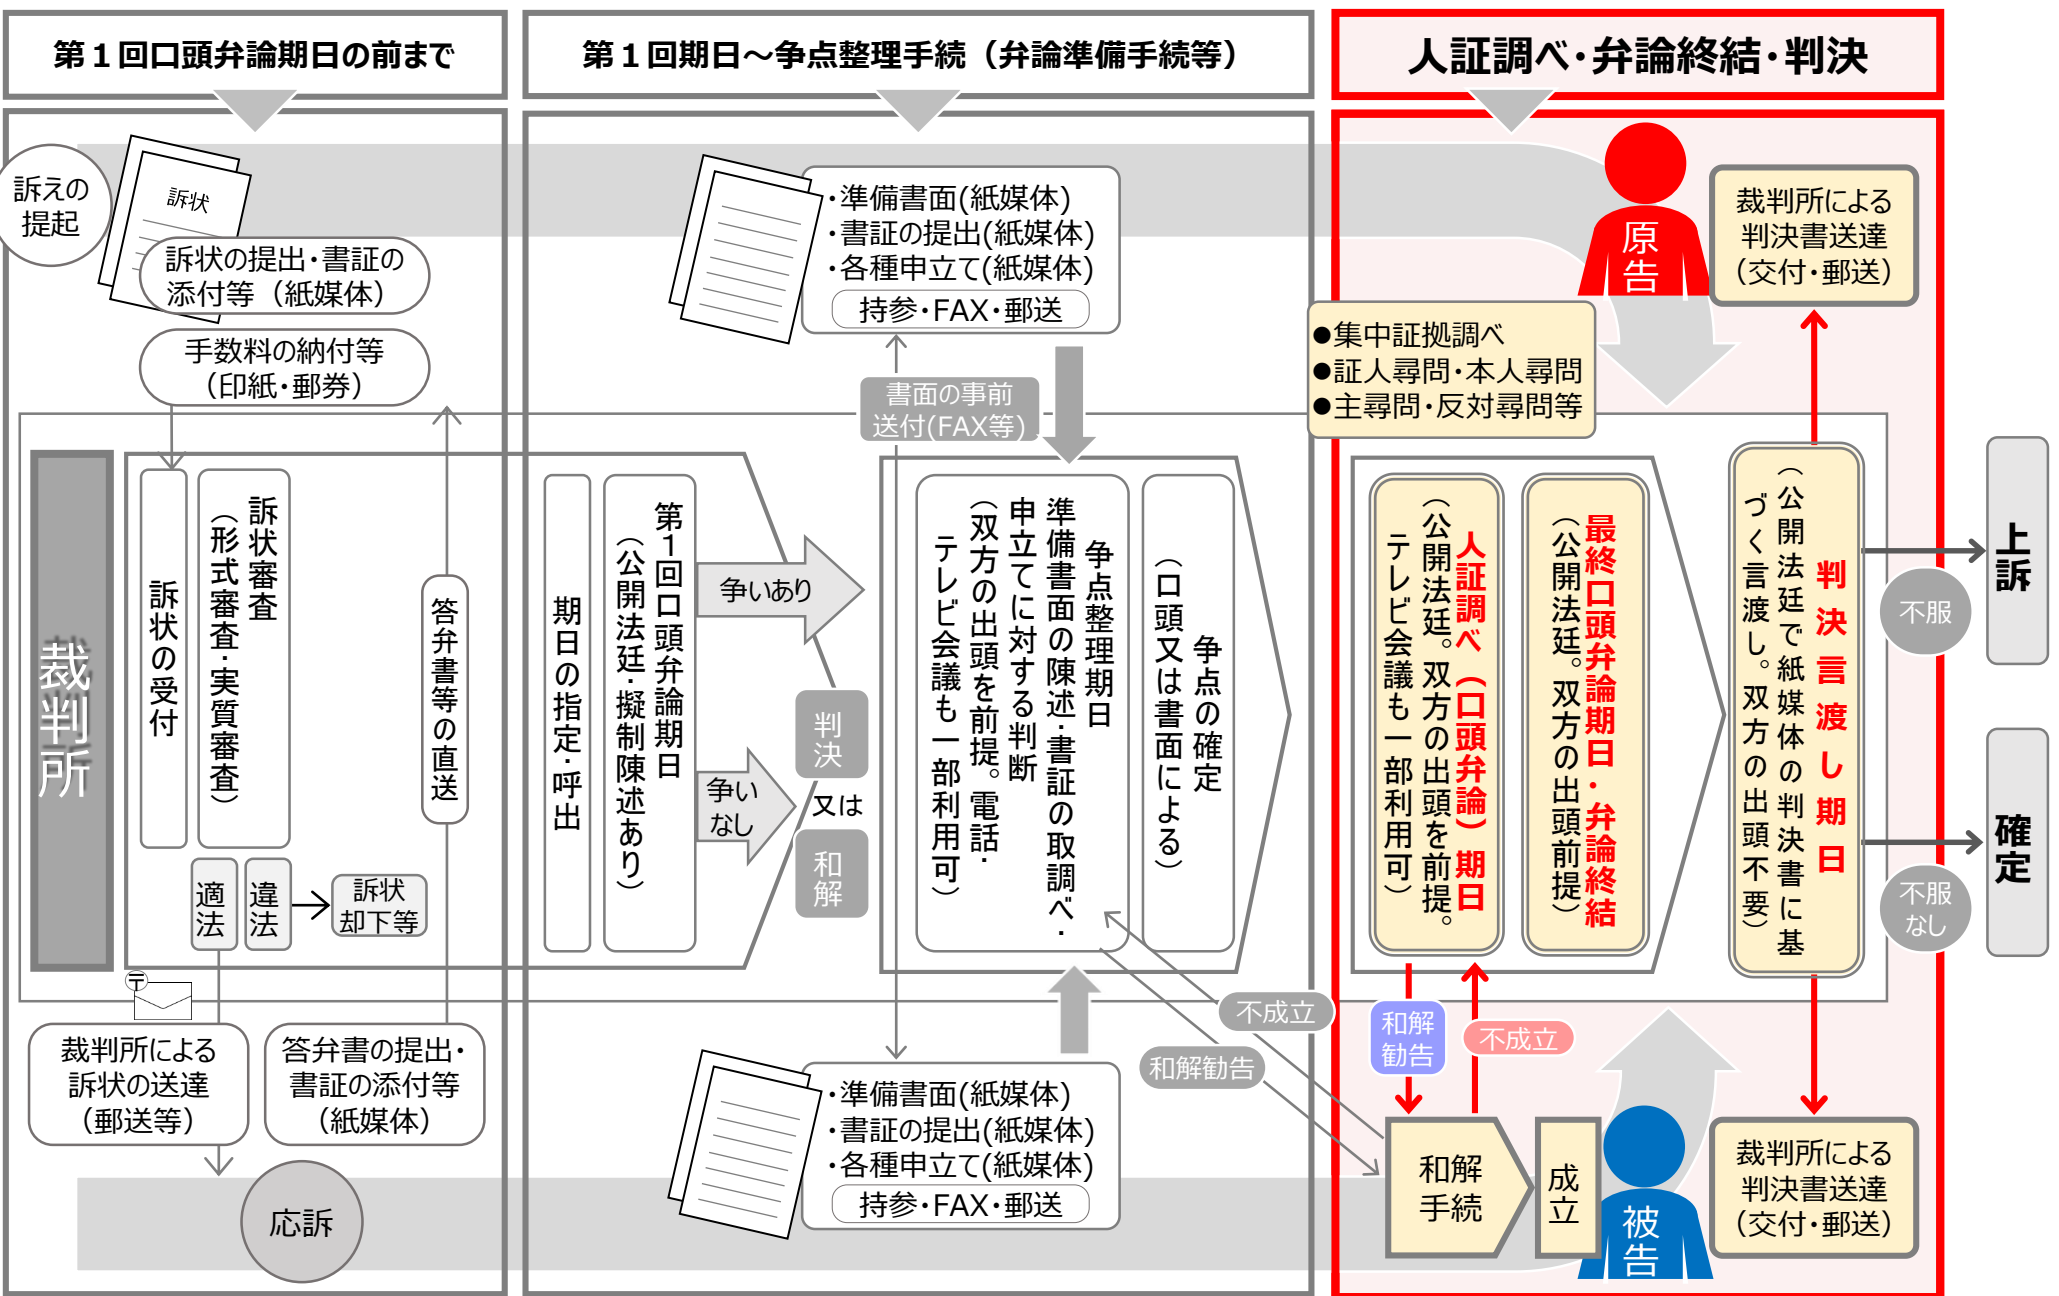 第１回口頭弁論期日の前まで
第１回期日～争点整理手続（弁論準備手続等）
人証調べ・弁論終結・判決
訴えの
提起
訴状
訴状の提出・書証の
添付等（紙媒体）
手数料の納付等
（印紙・郵券）
裁判所
訴状の受付
訴状審査
（形式審査・実質審査）
適法
違法
訴状
却下等
答弁書等の直送
〒
裁判所による
訴状の送達
（郵送等）
答弁書の提出・
書証の添付等
（紙媒体）
応訴
・準備書面(紙媒体)
・書証の提出(紙媒体)
・各種申立て(紙媒体)
持参・FAX・郵送
書面の事前
送付(FAX等)
期日の指定・呼出
第１回口頭弁論期日
（公開法廷・擬制陳述あり）
争いあり
争い
なし
判決
又は
和解
争点整理期日
準備書面の陳述・書証の取調べ・
申立てに対する判断
（双方の出頭を前提。電話・
テレビ会議も一部利用可）
争点の確定
（口頭又は書面による）
不成立
和解勧告
・準備書面(紙媒体)
・書証の提出(紙媒体)
・各種申立て(紙媒体)
持参・FAX・郵送
原告
裁判所による
判決書送達
（交付・郵送）
●集中証拠調べ
●証人尋問・本人尋問
●主尋問・反対尋問等
人証調べ（口頭弁論）期日
（公開法廷。双方の出頭を前提。
テレビ会議も一部利用可）
最終口頭弁論期日・弁論終結
（公開法廷。双方の出頭前提）
判決言渡し期日
（公開法廷で紙媒体の判決書に基
づく言渡し。双方の出頭不要）
和解
勧告
不成立
和解
手続
成立
被告
裁判所による
判決書送達
（交付・郵送）
不服
上訴
不服
なし
確定